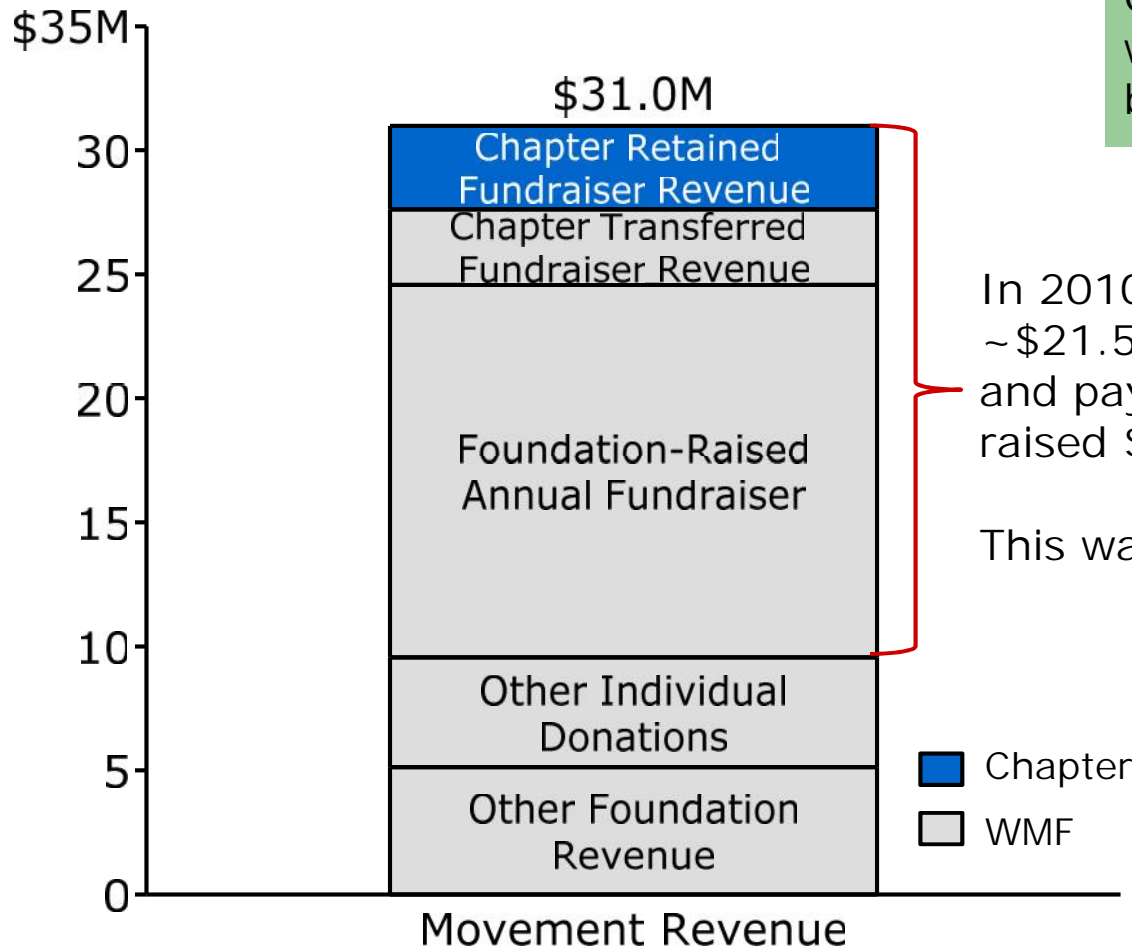 $35M
$31.0M
30
Chapter Retained
Fundraiser Revenue
Chapter Transferred
Fundraiser Revenue
25
In 2010
~$21.5
20
and pay
Foundation-Raised
Annual Fundraiser
raised
15
This wa
10
Other Individual
Donations
5
Chapter
Other Foundation
Revenue
WMF
0
Movement Revenue